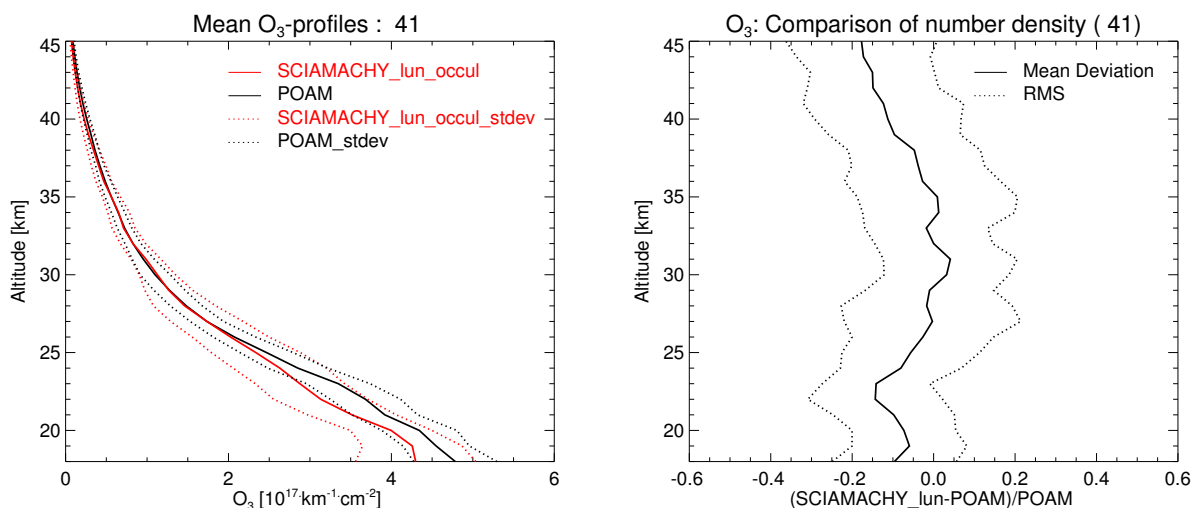 Mean O₃-profiles : 41
SCIAMACHY_lun_occul
POAM
SCIAMACHY_lun_occul_stdev
POAM_stdev
45
40
35
30
25
20
Altitude [km]
0 2 4 6
O₃ [10¹⁷·km⁻¹·cm⁻²]
O₃: Comparison of number density ( 41)
Mean Deviation
RMS
45
40
35
30
25
20
Altitude [km]
-0.6 -0.4 -0.2 0.0 0.2 0.4 0.6
(SCIAMACHY_lun-POAM)/POAM